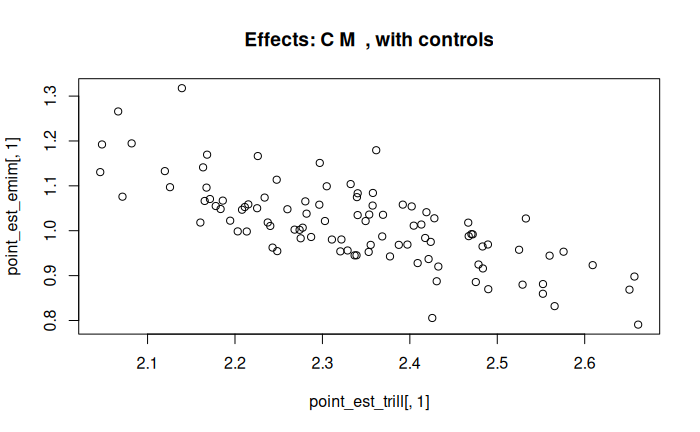 Effects: C M , with controls
point_est_emim[, 1]
1.3
1.2
1.1
1.0
0.9
0.8
2.1 2.2 2.3 2.4 2.5 2.6
point_est_trill[, 1]